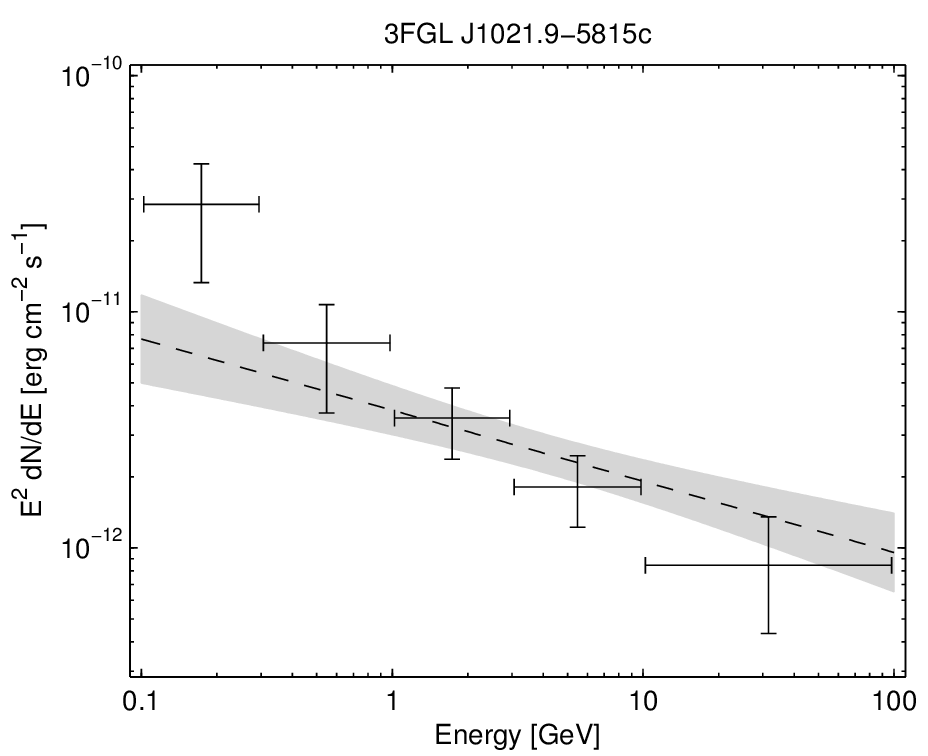 3FGL J1021.9−5815c
10⁻¹⁰
10⁻¹¹
10⁻¹²
E² dN/dE [erg cm⁻² s⁻¹]
0.1 1 10 100
Energy [GeV]